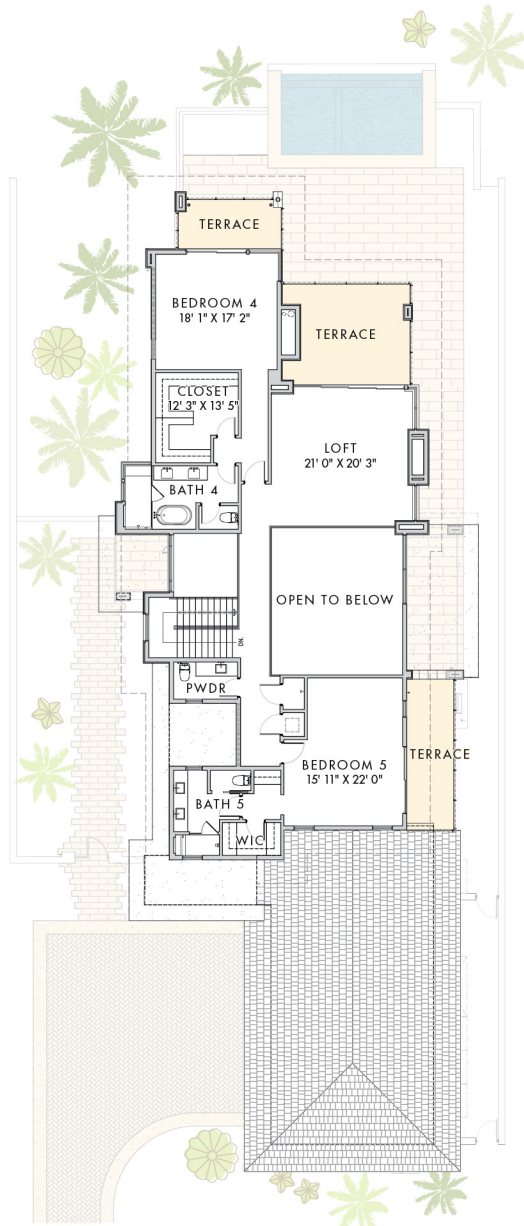 TERRACE
BEDROOM 4
18' 1" X 17' 2"
TERRACE
CLOSET
12' 3" X 13' 5"
LOFT
21' 0" X 20' 3"
BATH 4
OPEN TO BELOW
DN.
PWDR
BEDROOM 5
15' 11" X 22' 0"
TERRACE
BATH 5
WIC